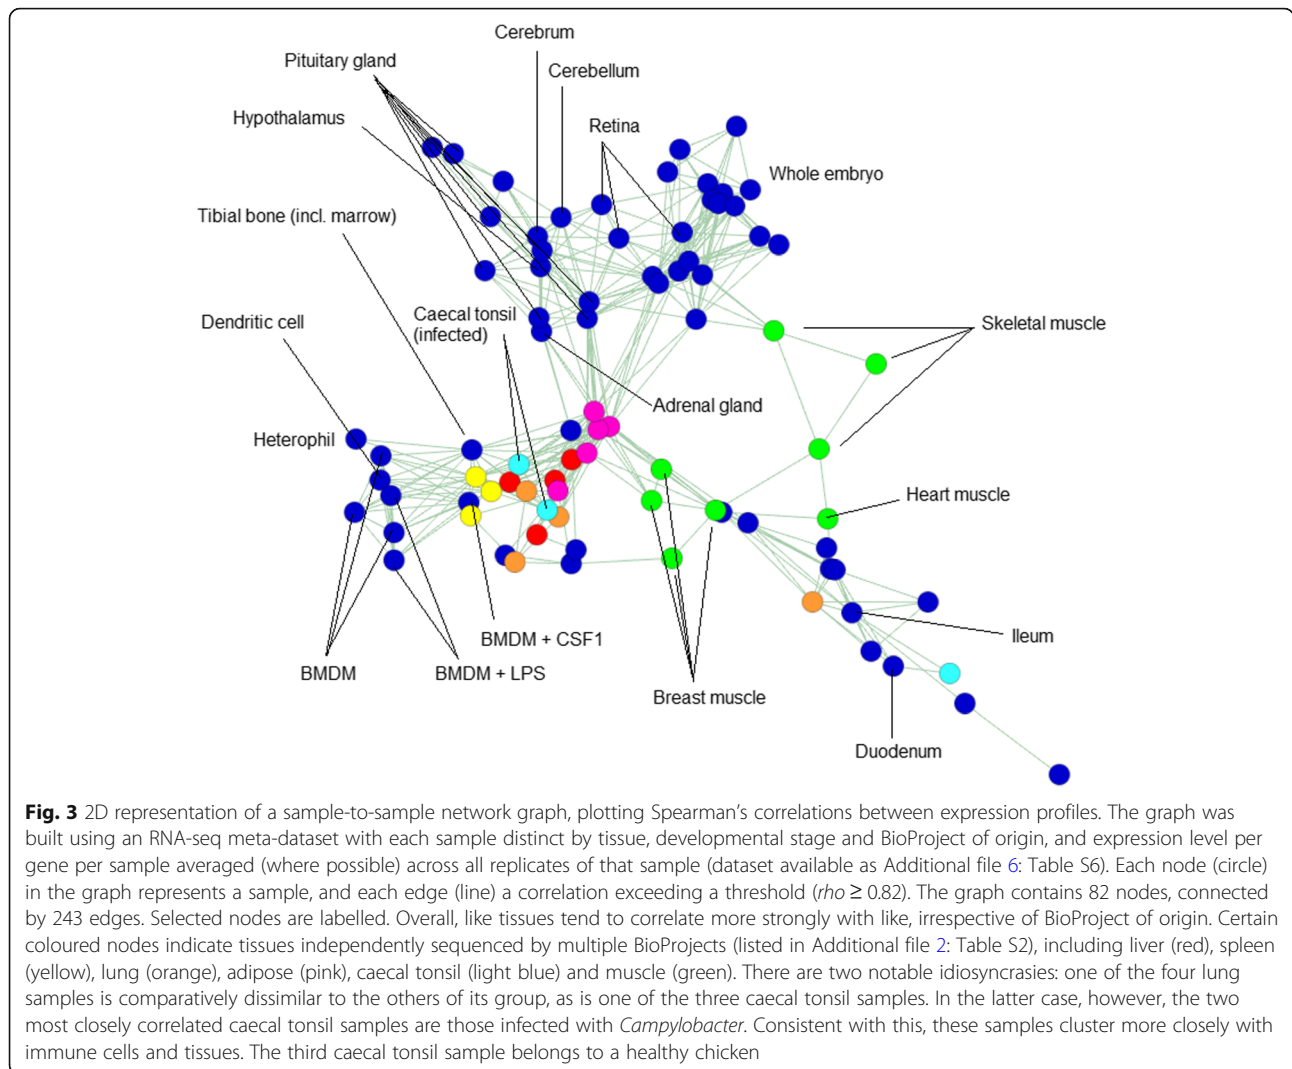 Cerebrum
Pituitary gland
Cerebellum
Hypothalamus
Retina
Whole embryo
Tibial bone (incl. marrow)
Caecal tonsil
(infected)
Dendritic cell
Skeletal muscle
Adrenal gland
Heterophil
Heart muscle
BMDM + CSF1
Ileum
BMDM
BMDM + LPS
Breast muscle
Duodenum
Fig. 3 2D representation of a sample-to-sample network graph, plotting Spearman's correlations between expression profiles. The graph was
built using an RNA-seq meta-dataset with each sample distinct by tissue, developmental stage and BioProject of origin, and expression level per
gene per sample averaged (where possible) across all replicates of that sample (dataset available as Additional file 6: Table S6). Each node (circle)
in the graph represents a sample, and each edge (line) a correlation exceeding a threshold (rho ≥ 0.82). The graph contains 82 nodes, connected
by 243 edges. Selected nodes are labelled. Overall, like tissues tend to correlate more strongly with like, irrespective of BioProject of origin. Certain
coloured nodes indicate tissues independently sequenced by multiple BioProjects (listed in Additional file 2: Table S2), including liver (red), spleen
(yellow), lung (orange), adipose (pink), caecal tonsil (light blue) and muscle (green). There are two notable idiosyncrasies: one of the four lung
samples is comparatively dissimilar to the others of its group, as is one of the three caecal tonsil samples. In the latter case, however, the two
most closely correlated caecal tonsil samples are those infected with Campylobacter. Consistent with this, these samples cluster more closely with
immune cells and tissues. The third caecal tonsil sample belongs to a healthy chicken